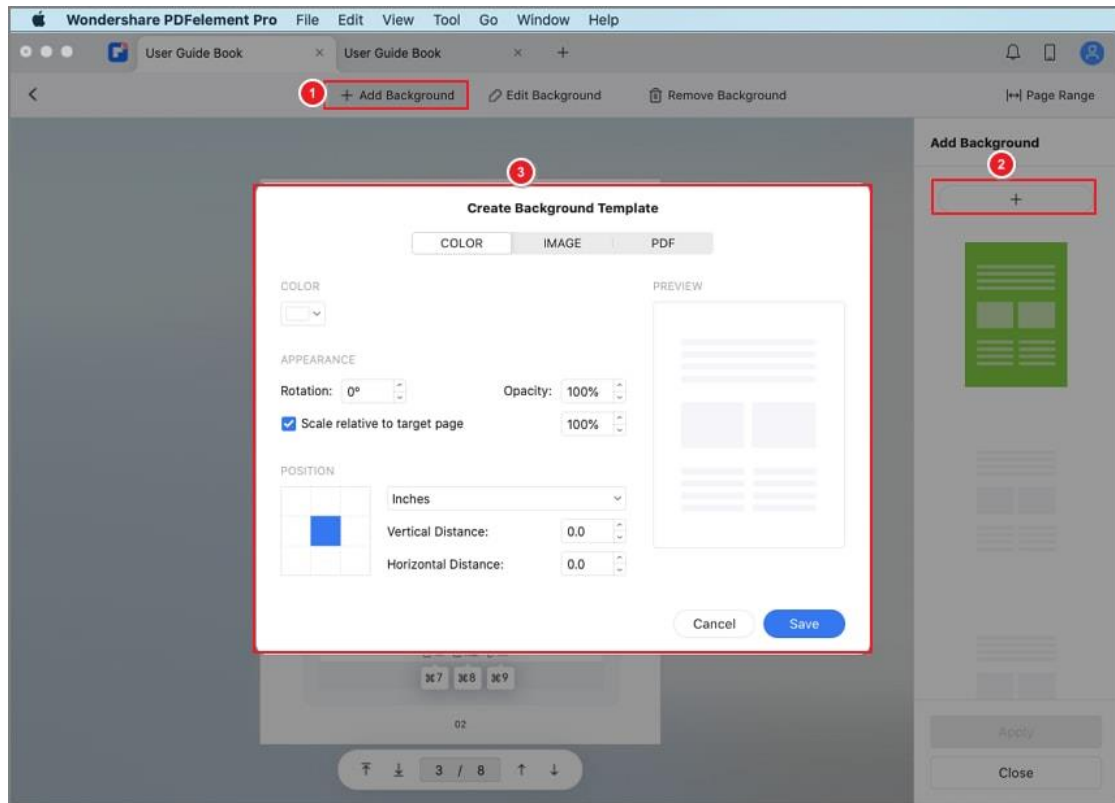 Wondershare PDFelement Pro File Edit View Tool Go Window Help
User Guide Book × User Guide Book × +
1 + Add Background Edit Background Remove Background Page Range
Add Background
2
+
3
Create Background Template
COLOR IMAGE PDF
COLOR
PREVIEW
APPEARANCE
Rotation: 0° Opacity: 100%
Scale relative to target page 100%
POSITION
Inches
Vertical Distance: 0.0
Horizontal Distance: 0.0
Cancel Save
⌘7 ⌘8 ⌘9
02
3 / 8
Apply
Close